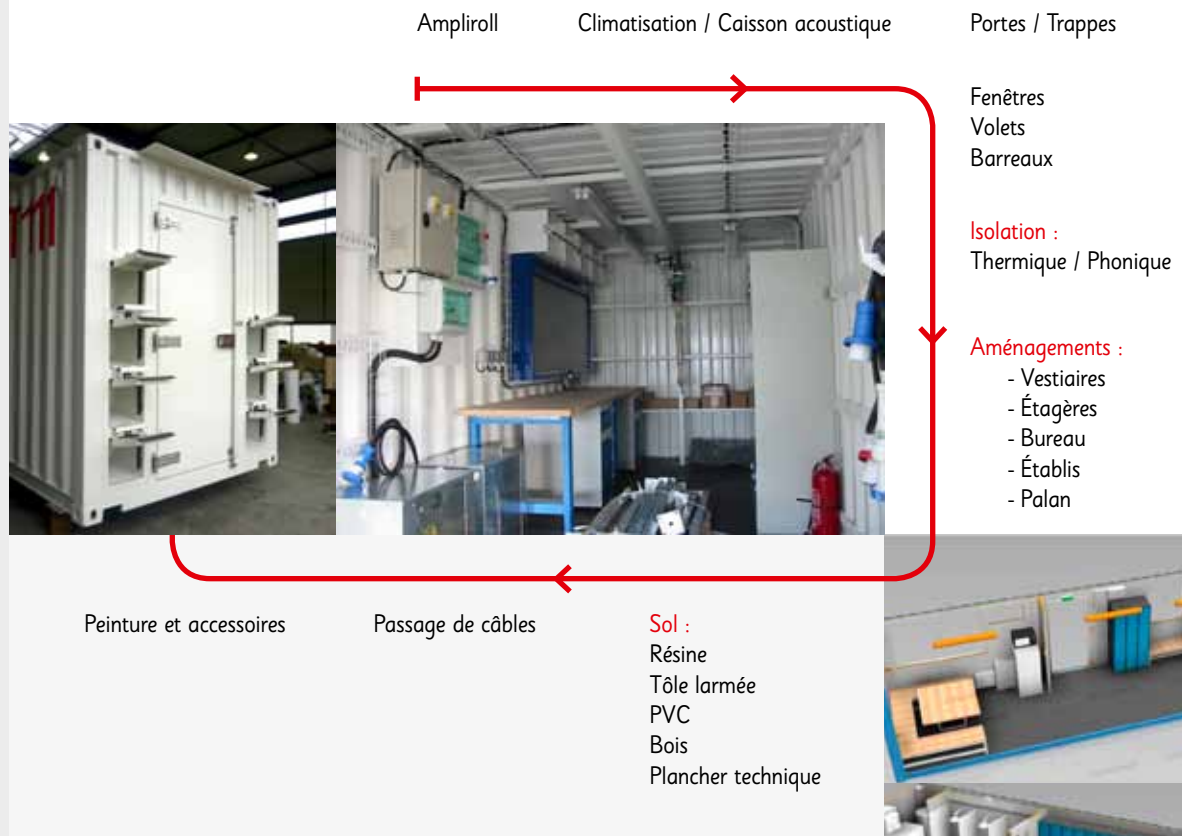 Ampliroll
Climatisation / Caisson acoustique
Portes / Trappes
Fenêtres
Volets
Barreaux
Isolation :
Thermique / Phonique
Aménagements :
- Vestiaires
- Étagères
- Bureau
- Établis
- Palan
Peinture et accessoires
Passage de câbles
Sol :
Résine
Tôle larmée
PVC
Bois
Plancher technique